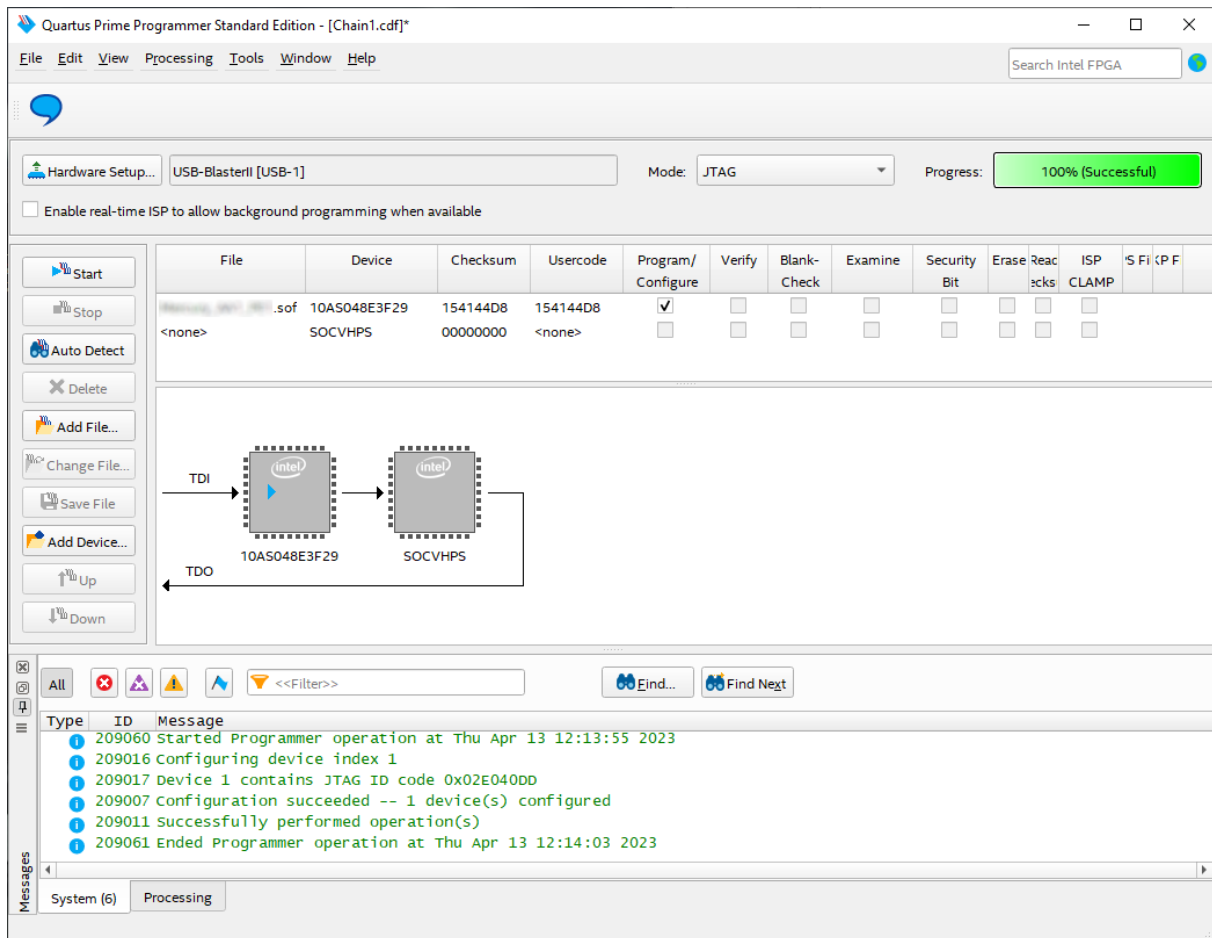 Quartus Prime Programmer Standard Edition - [Chain1.cdf]*
File Edit View Processing Tools Window Help
Search Intel FPGA
Hardware Setup... USB-BlasterII [USB-1] Mode: JTAG Progress: 100% (Successful)
Enable real-time ISP to allow background programming when available
Start
Stop
Auto Detect
Delete
Add File...
Change File...
Save File
Add Device...
Up
Down
File Device Checksum Usercode Program/ Verify Blank- Examine Security Erase Read ISP
Configure Check Bit CLAMP
.sof 10AS048E3F29 154144D8 154144D8
<none> SOCVHPS 00000000 <none>
intel intel
TDI
10AS048E3F29 SOCVHPS
TDO
All <<Filter>> Find... Find Next
Type ID Message
209060 Started Programmer operation at Thu Apr 13 12:13:55 2023
209016 Configuring device index 1
209017 Device 1 contains JTAG ID code 0x02E040DD
209007 Configuration succeeded -- 1 device(s) configured
209011 Successfully performed operation(s)
209061 Ended Programmer operation at Thu Apr 13 12:14:03 2023
Messages
System (6) Processing